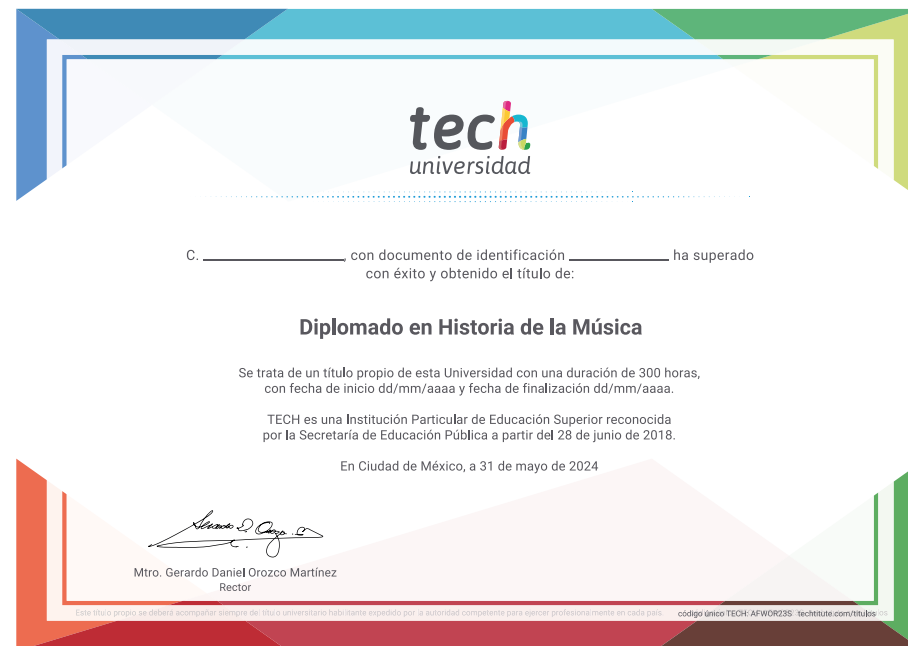 tech
universidad
C. ____________, con documento de identificación ____________ ha superado
con éxito y obtenido el título de:
Diplomado en Historia de la Música
Se trata de un título propio de esta Universidad con una duración de 300 horas,
con fecha de inicio dd/mm/aaaa y fecha de finalización dd/mm/aaaa.
TECH es una Institución Particular de Educación Superior reconocida
por la Secretaría de Educación Pública a partir del 28 de junio de 2018.
En Ciudad de México, a 31 de mayo de 2024
Mtro. Gerardo Daniel Orozco Martínez
Rector
Este título propio se deberá acompañar siempre del título universitario habilitante expedido por la autoridad competente para ejercer profesionalmente en cada país. código único TECH: AFWOR23S techtitute.com/titulos